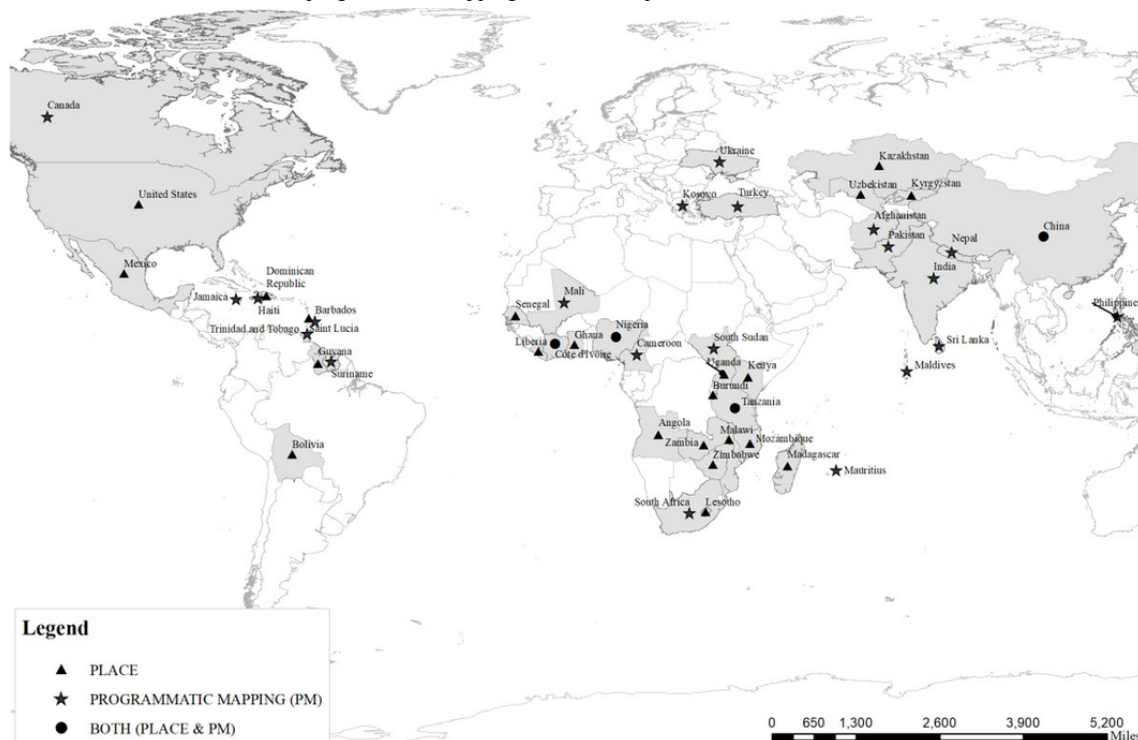 Canada
United States
Mexico
Dominican
Republic
Jamaica
Haiti
Barbados
Trinidad and Tobago
Saint Lucia
Guyana
Suriname
Bolivia
Ukraine
Kosovo
Turkey
Kazakhstan
Uzbekistan
Kyrgyzstan
Afghanistan
Pakistan
Nepal
China
India
Philippine
Sri Lanka
Maldives
Senegal
Mali
Nigeria
Ghana
Liberia
Côte d'Ivoire
Cameroon
South Sudan
Uganda
Kenya
Burundi
Tanzania
Angola
Malawi
Zambia
Mozambique
Zimbabwe
Madagascar
Mauritius
South Africa
Lesotho
Legend
PLACE
PROGRAMMATIC MAPPING (PM)
BOTH (PLACE & PM)
0 650 1,300 2,600 3,900 5,200
Miles